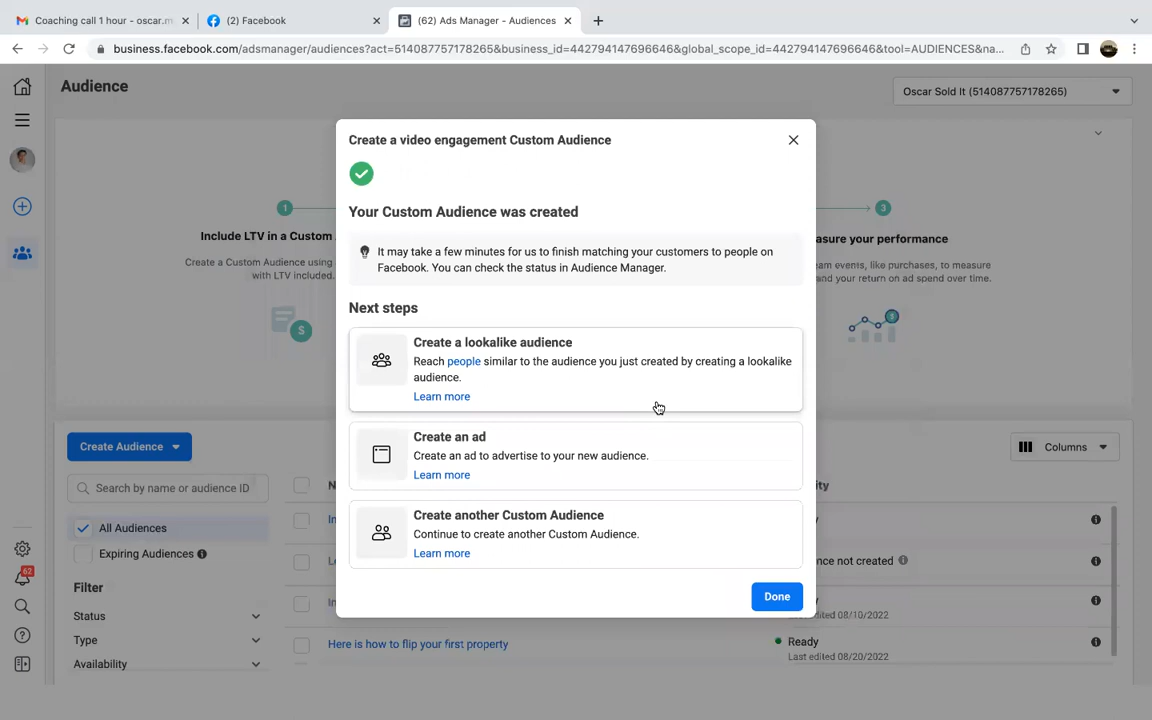 Coaching call 1 hour - oscar.m
(2) Facebook
(62) Ads Manager - Audiences
business.facebook.com/adsmanager/audiences?act=514087757178265&business_id=442794147696646&global_scope_id=442794147696646&tool=AUDIENCES&na...
Audience
Oscar Sold It (514087757178265)
Create a video engagement Custom Audience
Your Custom Audience was created
It may take a few minutes for us to finish matching your customers to people on
Facebook. You can check the status in Audience Manager.
Next steps
Create a lookalike audience
Reach people similar to the audience you just created by creating a lookalike
audience.
Learn more
Create an ad
Create an ad to advertise to your new audience.
Learn more
Create another Custom Audience
Continue to create another Custom Audience.
Learn more
Done
1
Include LTV in a Custom
Create a Custom Audience using
with LTV included.
$
3
asure your performance
earn events, like purchases, to measure
and your return on ad spend over time.
Create Audience
Columns
Search by name or audience ID
All Audiences
Expiring Audiences
Filter
Status
Type
Availability
nce not created
Last edited 08/10/2022
Here is how to flip your first property
Ready
Last edited 08/20/2022
62